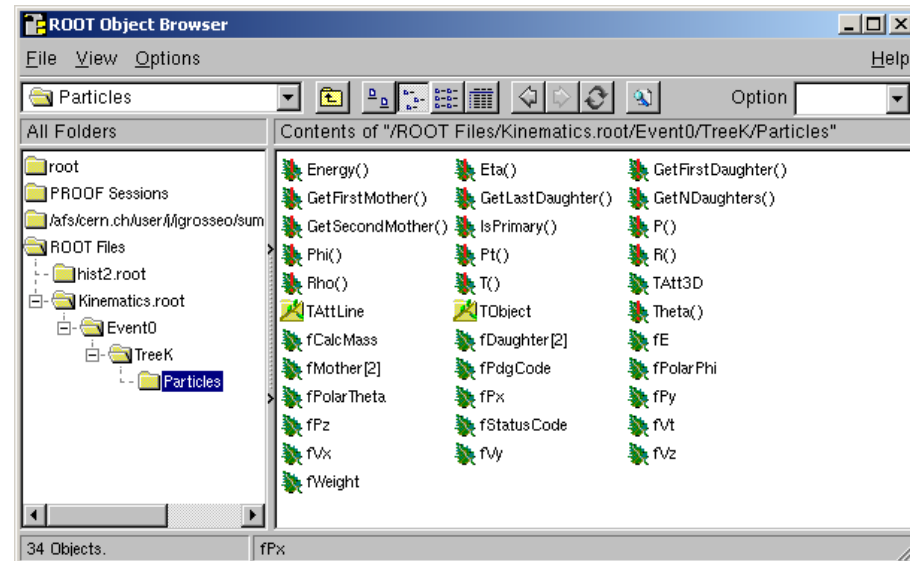 ROOT Object Browser
File View Options Help
Particles Option
All Folders
Contents of "/ROOT Files/Kinematics.root/Event0/TreeK/Particles"
root
PROOF Sessions
/afs/cern.ch/user/j/jgrosseo/sum
ROOT Files
hist2.root
Kinematics.root
Event0
TreeK
Particles
Energy() Eta() GetFirstDaughter()
GetFirstMother() GetLastDaughter() GetNDaughters()
GetSecondMother() IsPrimary() P()
Phi() Pt() R()
Rho() T() TAtt3D
TAttLine TObject Theta()
fCalcMass fDaughter[2] fE
fMother[2] fPdgCode fPolarPhi
fPolarTheta fPx fPy
fPz fStatusCode fVt
fVx fVy fVz
fWeight
34 Objects. fPx